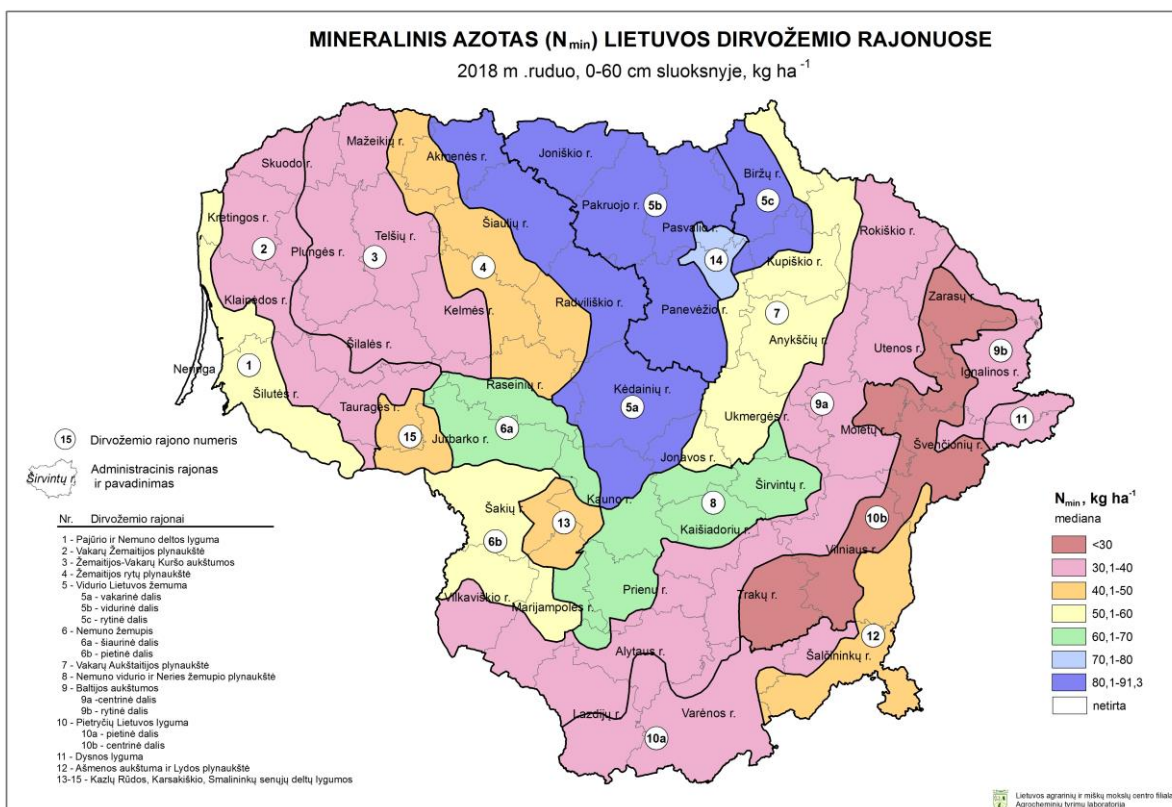 MINERALINIS AZOTAS (Nmin) LIETUVOS DIRVOŽEMIO RAJONUOSE
2018 m .ruduo, 0-60 cm sluoksnyje, kg ha -1
Mažeikių r.
Skuodo r.
Akmenės r.
Joniškio r.
Biržų r.
5c
Kretingos r.
2
Plungės r.
Telšių r.
3
Šiaulių r.
4
Pakruojo r.
5b
Pasvalio r.
14
Rokiškio r.
Kupiškio r.
Klaipėdos r.
Kelmės r.
Radviliškio r.
Panevėžio r.
7
Anykščių r.
Zarasų r.
Utenos r.
9b
Ignalinos r.
Neringa
1
Šilalės r.
Šilutės r.
Tauragės r.
Raseinių r.
Kėdainių r.
5a
Ukmergės r.
9a
Molėtų r.
11
Švenčionių r.
15
Jurbarko r.
6a
Jonavos r.
Širvintų r.
Kauno r.
8
Kaišiadorių r.
Šakių r.
13
6b
10b
Vilniaus r.
Vilkaviškio r.
Marijampolės r.
Prienų r.
Trakų r.
12
Šalčininkų r.
Alytaus r.
Lazdijų r.
Varėnos r.
10a
15 Dirvožemio rajono numeris
Širvintų r. Administracinis rajonas
ir pavadinimas
Nr. Dirvožemio rajonai
1 - Pajūrio ir Nemuno deltos lyguma
2 - Vakarų Žemaitijos plynaukštė
3 - Žemaitijos-Vakarų Kuršo aukštumos
4 - Žemaitijos rytų plynaukštė
5 - Vidurio Lietuvos žemuma
5a - vakarinė dalis
5b - vidurinė dalis
5c - rytinė dalis
6 - Nemuno žemupis
6a - šiaurinė dalis
6b - pietinė dalis
7 - Vakarų Aukštaitijos plynaukštė
8 - Nemuno vidurio ir Neries žemupio plynaukštė
9 - Baltijos aukštumos
9a -centrinė dalis
9b - rytinė dalis
10 - Pietryčių Lietuvos lyguma
10a - pietinė dalis
10b - centrinė dalis
11 - Dysnos lyguma
12 - Ašmenos aukštuma ir Lydos plynaukštė
13-15 - Kazlų Rūdos, Karsakiškio, Smalininkų senųjų deltų lygumos
Nmin, kg ha-1
mediana
<30
30,1-40
40,1-50
50,1-60
60,1-70
70,1-80
80,1-91,3
netirta
Lietuvos agrarinių ir miškų mokslų centro filialas
Agrocheminių tyrimų laboratorija